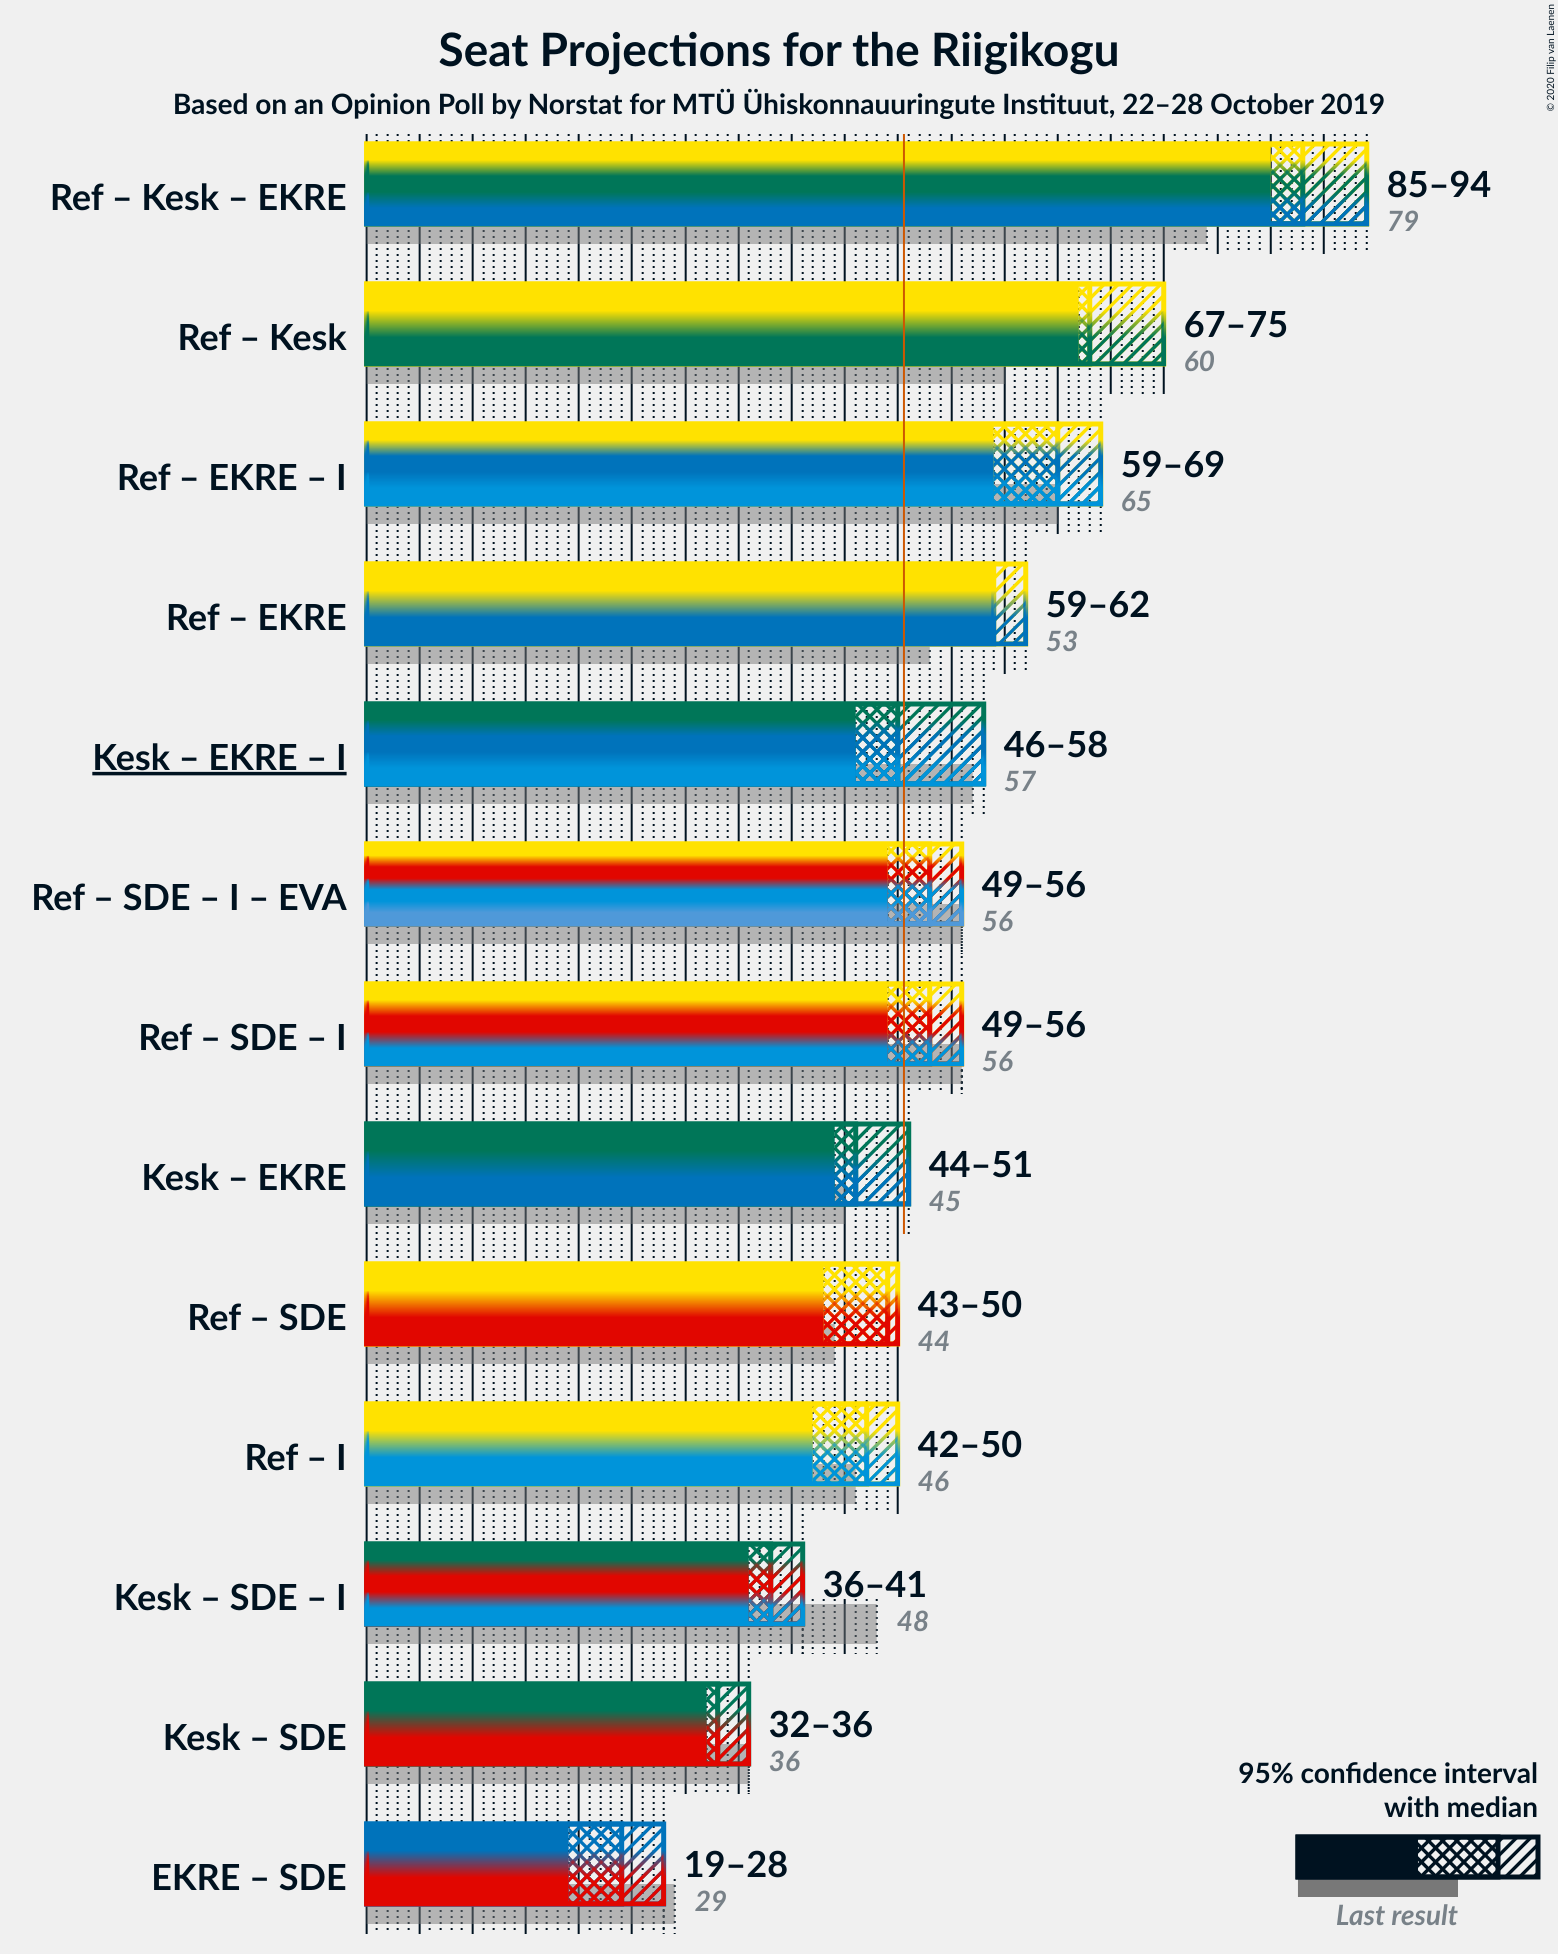 Seat Projections for the Riigikogu
Based on an Opinion Poll by Norstat for MTÜ Ühiskonnauuringute Instituut, 22–28 October 2019
© 2020 Filip van Laenen
Ref – Kesk – EKRE
85–94
79
Ref – Kesk
67–75
60
Ref – EKRE – I
59–69
65
Ref – EKRE
59–62
53
Kesk – EKRE – I
46–58
57
Ref – SDE – I – EVA
49–56
56
Ref – SDE – I
49–56
56
Kesk – EKRE
44–51
45
Ref – SDE
43–50
44
Ref – I
42–50
46
Kesk – SDE – I
36–41
48
Kesk – SDE
32–36
36
EKRE – SDE
19–28
29
95% confidence interval
with median
Last result